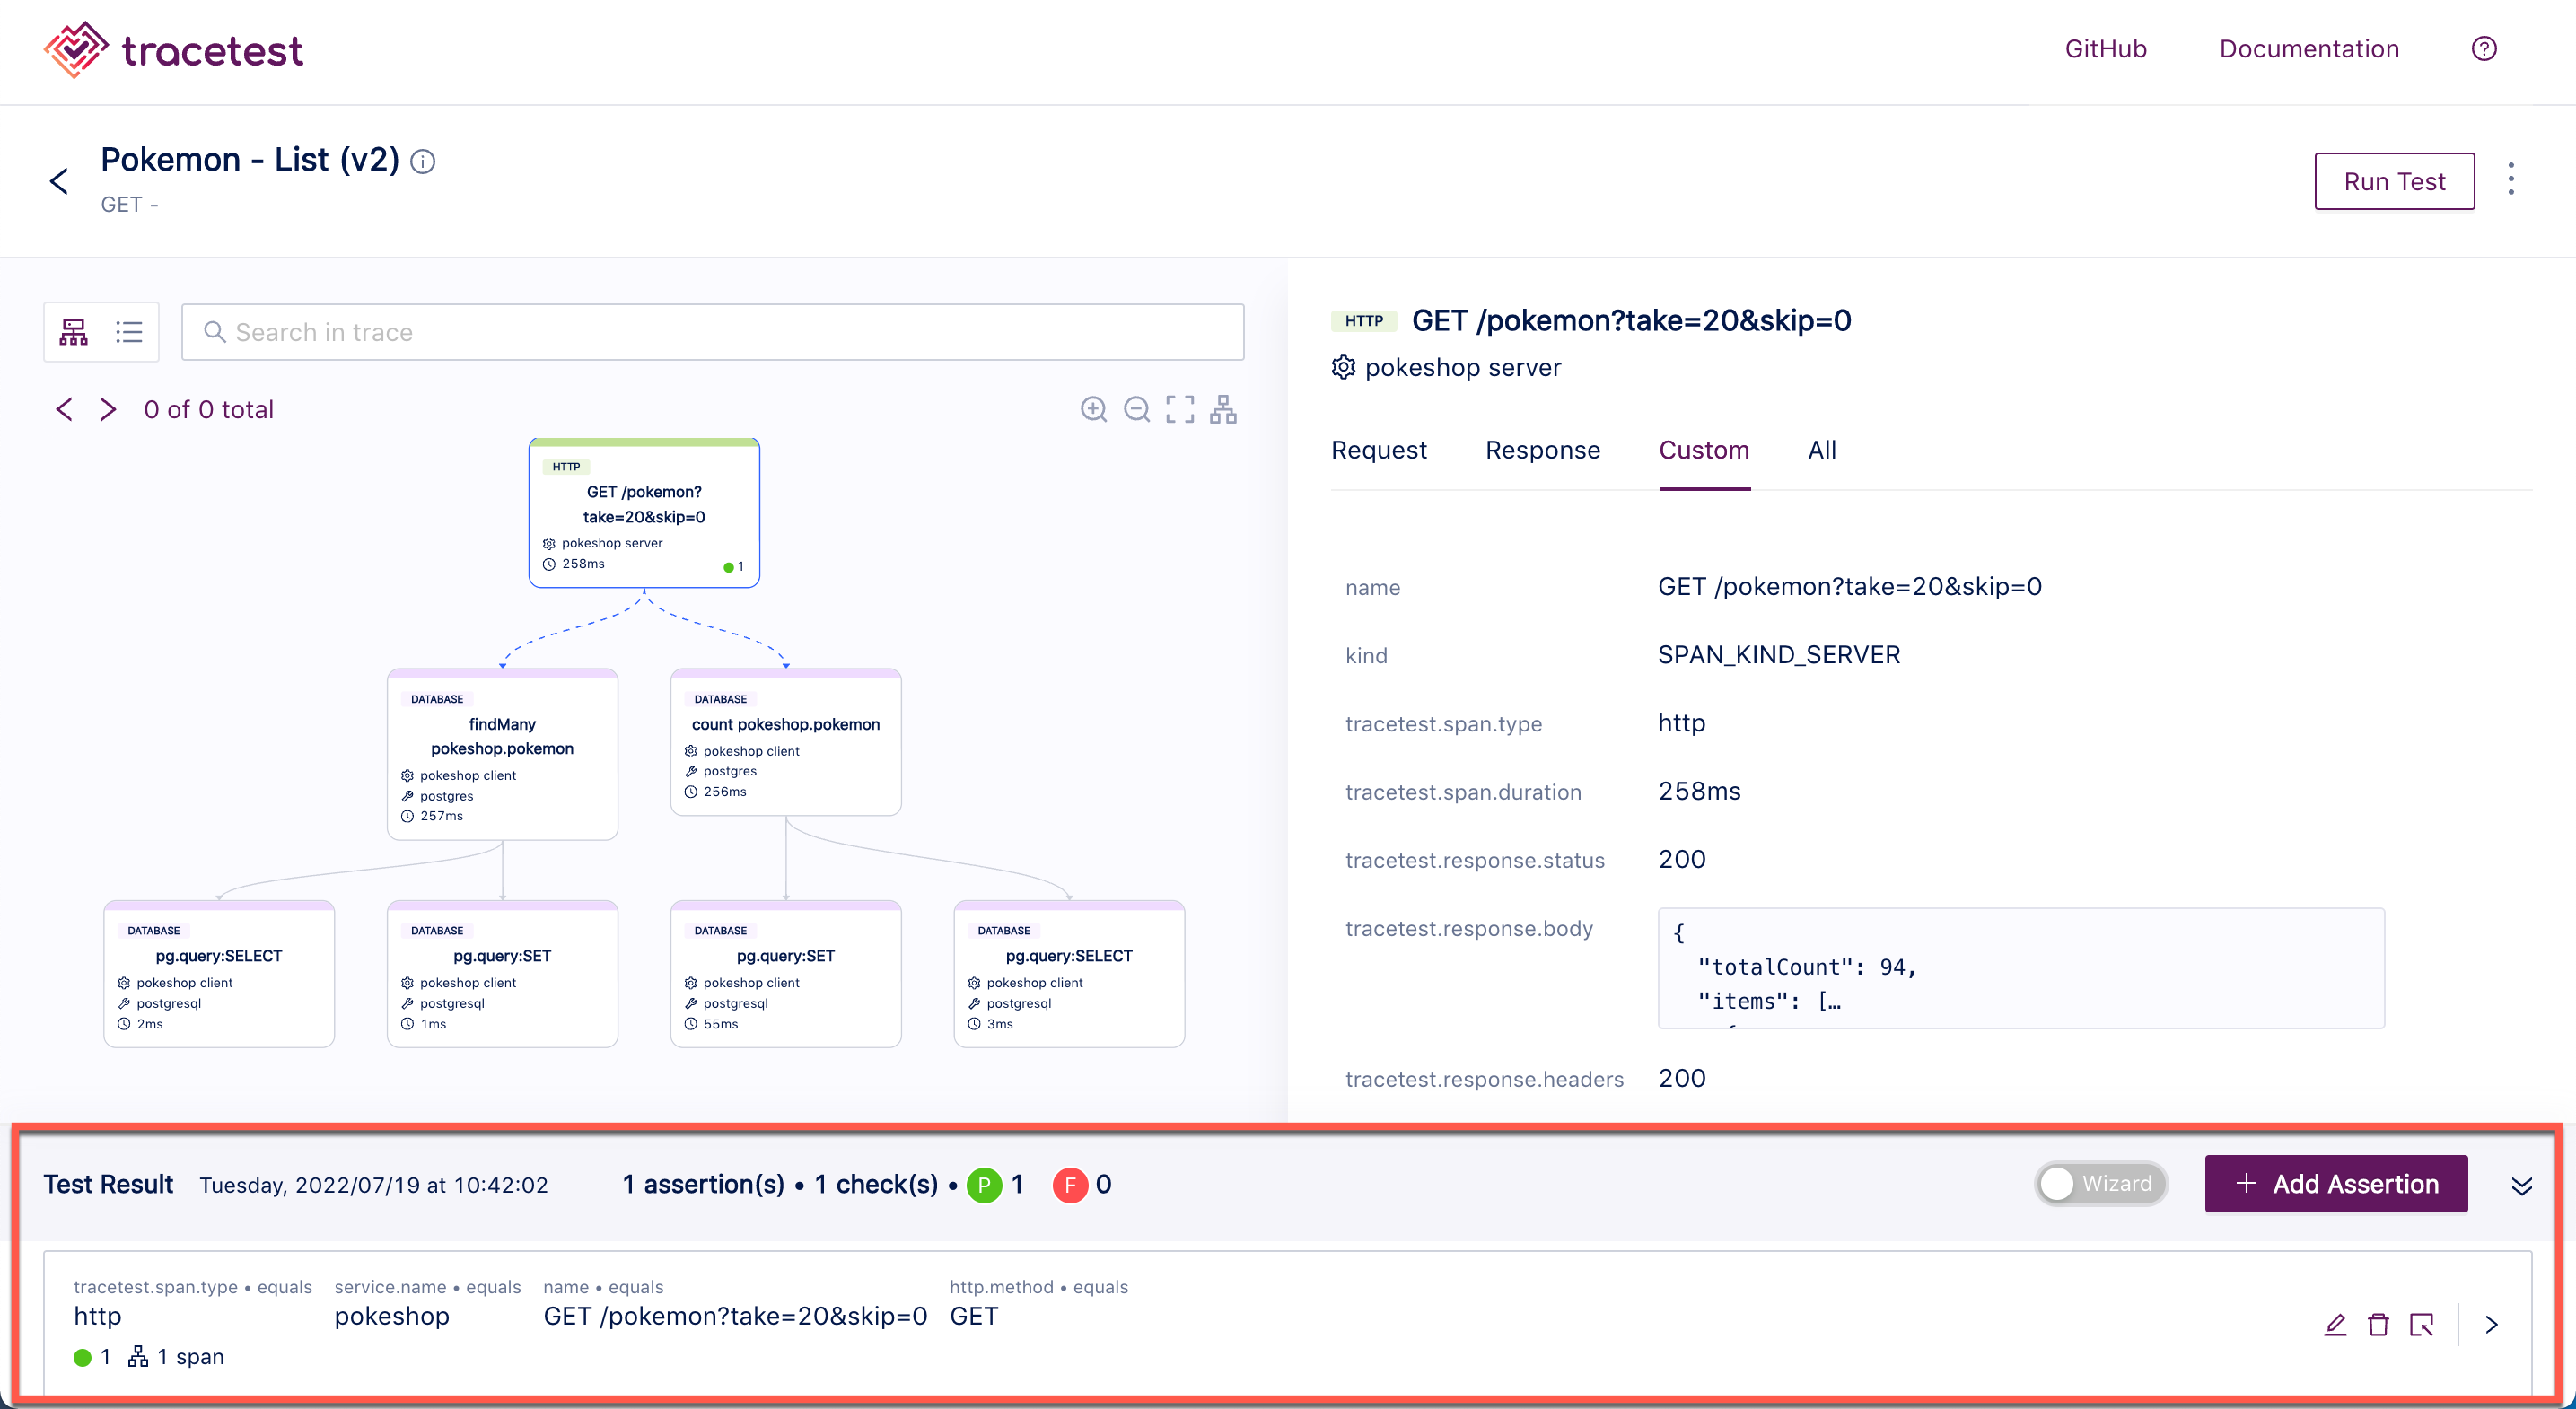 tracetest
GitHub
Documentation
Pokemon - List (v2)
GET -
Run Test
Search in trace
0 of 0 total
HTTP
GET /pokemon?
take=20&skip=0
pokeshop server
258ms
1
DATABASE
findMany
pokeshop.pokemon
pokeshop client
postgres
257ms
DATABASE
count pokeshop.pokemon
pokeshop client
postgres
256ms
DATABASE
pg.query:SELECT
pokeshop client
postgresql
2ms
DATABASE
pg.query:SET
pokeshop client
postgresql
1ms
DATABASE
pg.query:SET
pokeshop client
postgresql
55ms
DATABASE
pg.query:SELECT
pokeshop client
postgresql
3ms
HTTP GET /pokemon?take=20&skip=0
pokeshop server
Request Response Custom All
name GET /pokemon?take=20&skip=0
kind SPAN_KIND_SERVER
tracetest.span.type http
tracetest.span.duration 258ms
tracetest.response.status 200
tracetest.response.body
{
"totalCount": 94,
"items": […
tracetest.response.headers 200
Test Result Tuesday, 2022/07/19 at 10:42:02 1 assertion(s) • 1 check(s) • P 1 F 0
Wizard
+ Add Assertion
tracetest.span.type • equals
http
service.name • equals
pokeshop
name • equals
GET /pokemon?take=20&skip=0
http.method • equals
GET
1 1 span